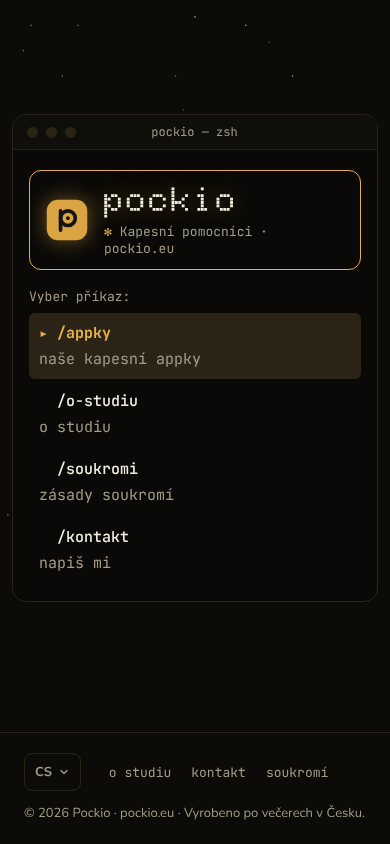 pockio — zsh
pockio
✻ Kapesní pomocníci ·
pockio.eu
Vyber příkaz:
▸ /appky
naše kapesní appky
/o-studiu
o studiu
/soukromi
zásady soukromí
/kontakt
napiš mi
CS
o studiu kontakt soukromí
© 2026 Pockio · pockio.eu · Vyrobeno po večerech v Česku.